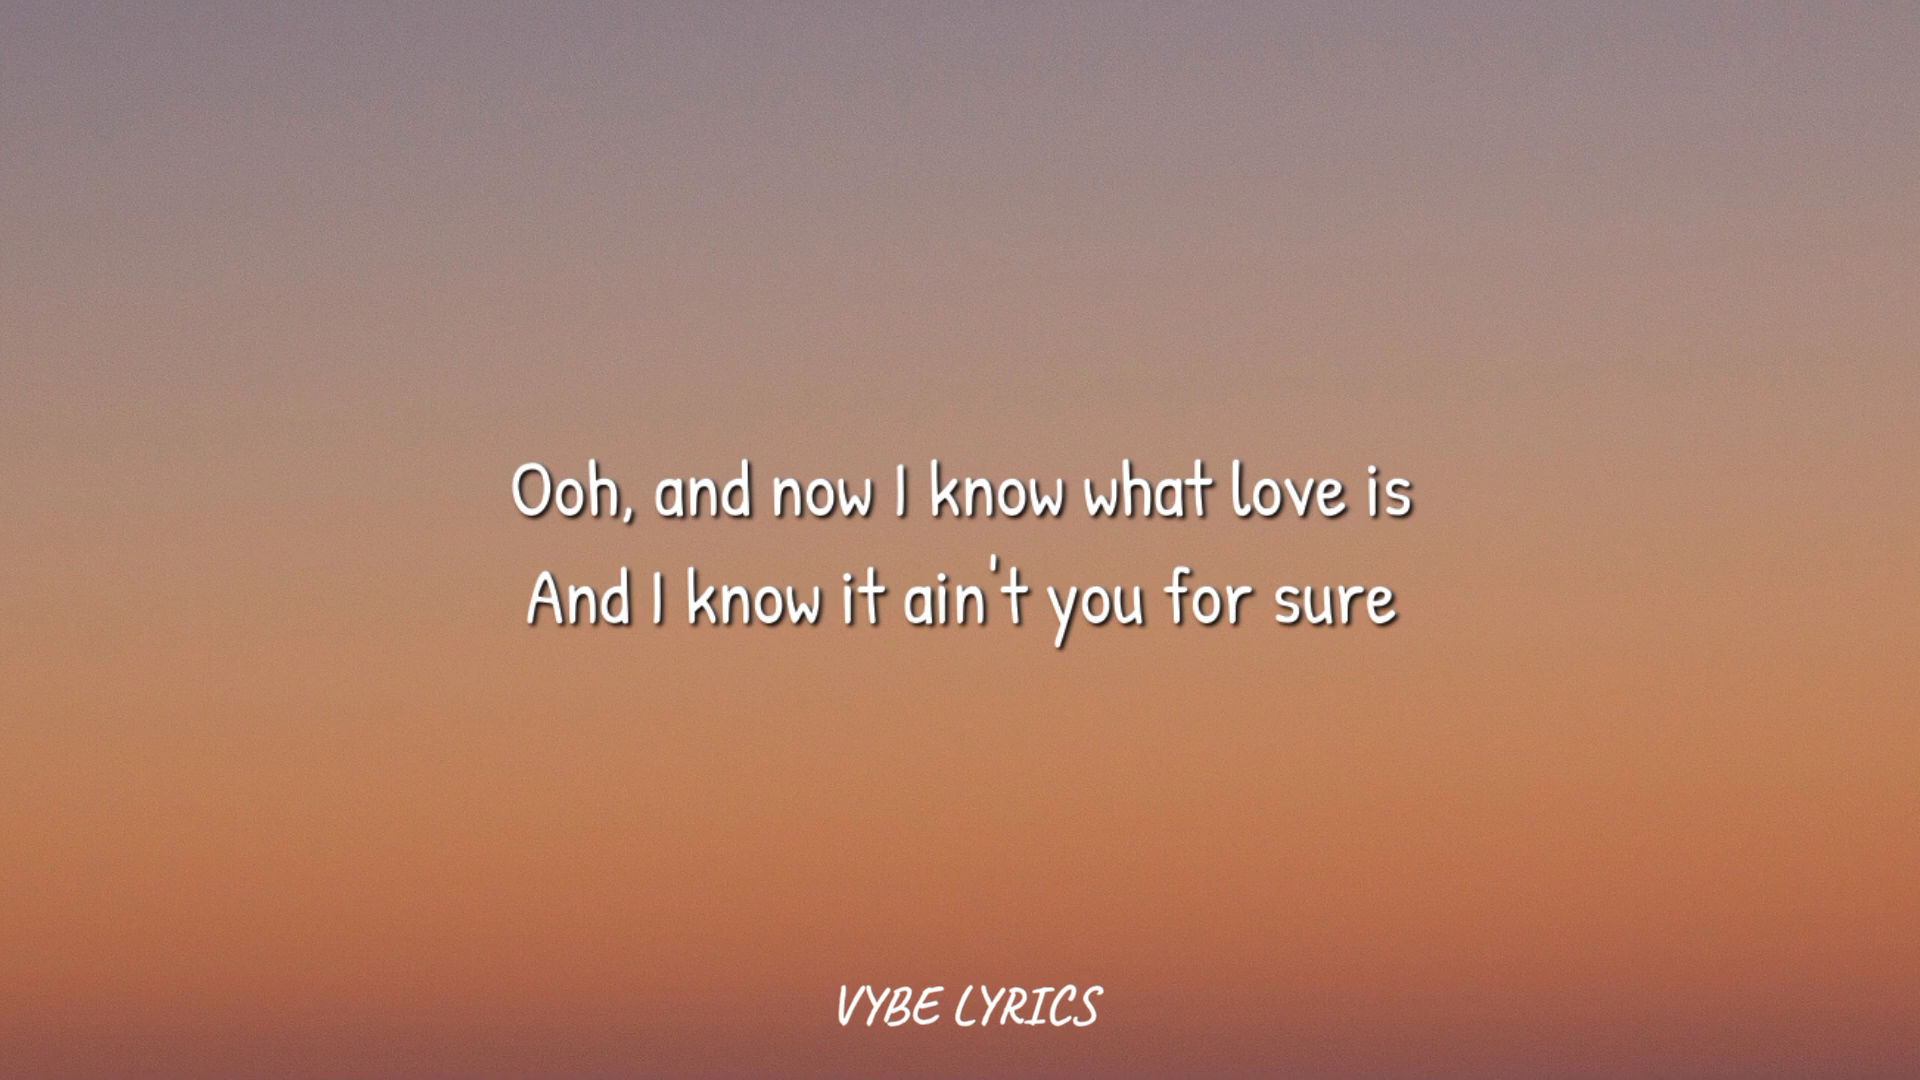 Ooh, and now I know what love is
And I know it ain't you for sure
VYBE LYRICS